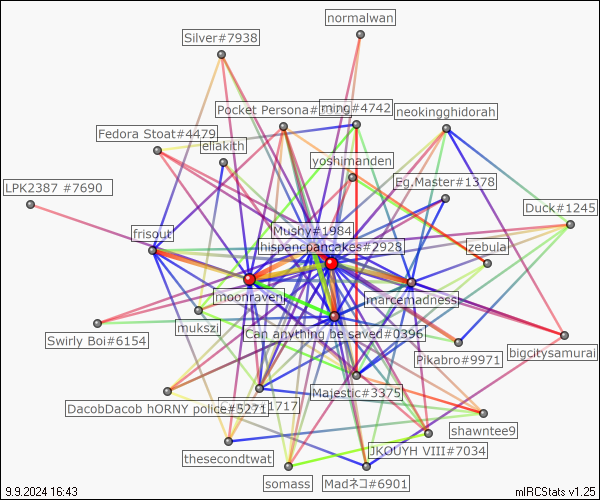 normalwan
Silver#7938
Pocket Persona#
ming#4742
neokingghidorah
Fedora Stoat#4479
eliakith
yoshimanden
Eg.Master#1378
LPK2387 #7690
Duck#1245
frisout
Mushy#1984
hispancpancakes#2928
zebula
moonraven
marcemadness
mukszi
Can anything be saved#0396
Swirly Boi#6154
Pikabro#9971
bigcitysamurai
Majestic#3375
DacobDacob hORNY police#5271
1717
shawntee9
thesecondtwat
JKOUYH VIII#7034
somass
Madネコ#6901
9.9.2024 16:43
mIRCStats v1.25